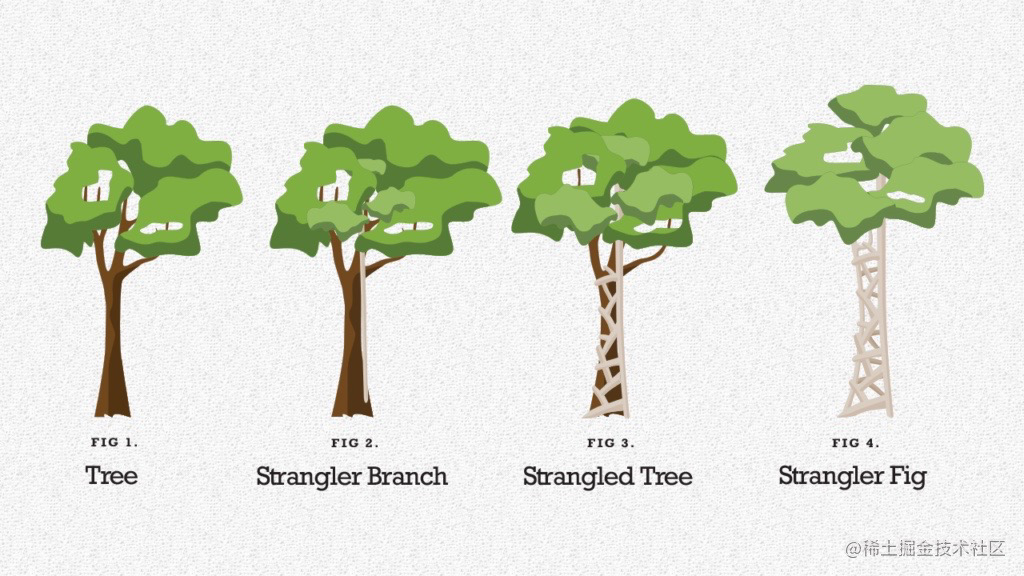 FIG 1.
Tree
FIG 2.
Strangler Branch
FIG 3.
Strangled Tree
FIG 4.
Strangler Fig
@稀土掘金技术社区